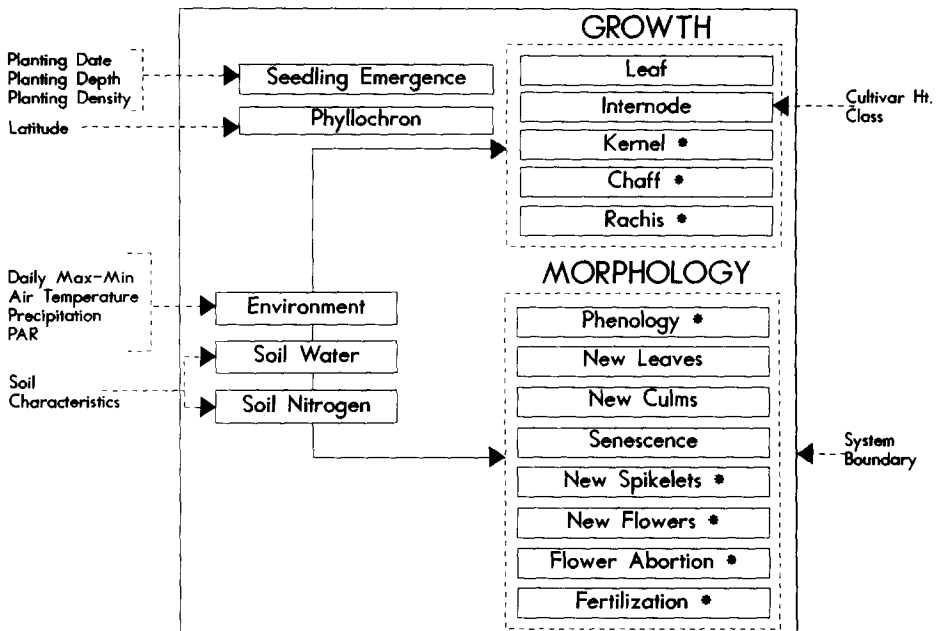 GROWTH
Planting Date
Planting Depth
Planting Density
Latitude
Seedling Emergence
Phyllochron
Leaf
Internode
Kernel *
Chaff *
Rachis *
Cultivar Ht.
Class
Daily Max-Min
Air Temperature
Precipitation
PAR
Soil
Characteristics
Environment
Soil Water
Soil Nitrogen
MORPHOLOGY
Phenology *
New Leaves
New Culms
Senescence
New Spikelets *
New Flowers *
Flower Abortion *
Fertilization *
System
Boundary